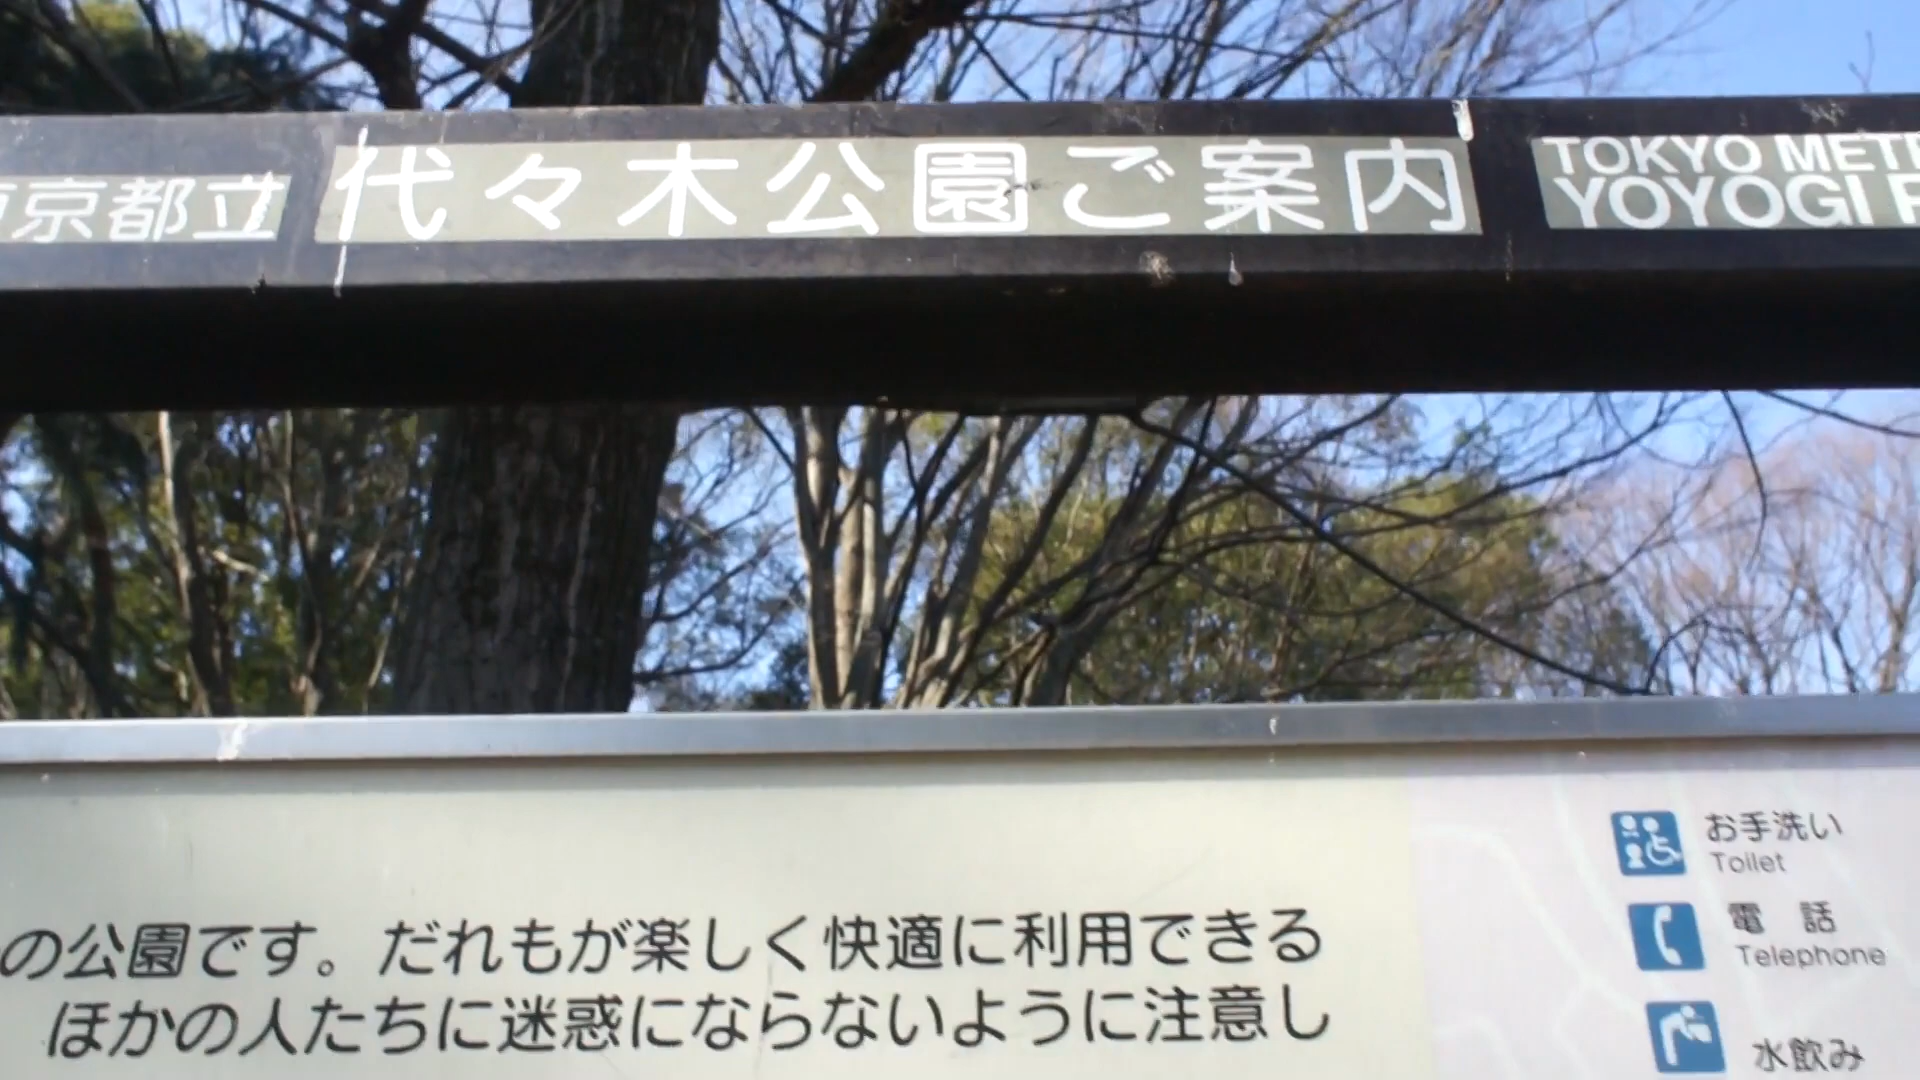 京都立 代々木公園ご案内
TOKYO
YOYOGI
の公園です。だれもが楽しく快適に利用できる
ほかの人たちに迷惑にならないように注意し
お手洗い
Toilet
電話
Telephone
水飲み